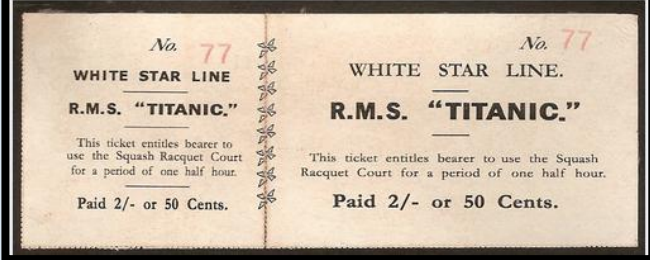 No. 77
WHITE STAR LINE
R.M.S. "TITANIC."
This ticket entitles bearer to
use the Squash Racquet Court
for a period of one half hour.
Paid 2/- or 50 Cents.
No. 77
WHITE STAR LINE.
R.M.S. "TITANIC."
This ticket entitles bearer to use the Squash
Racquet Court for a period of one half hour.
Paid 2/- or 50 Cents.